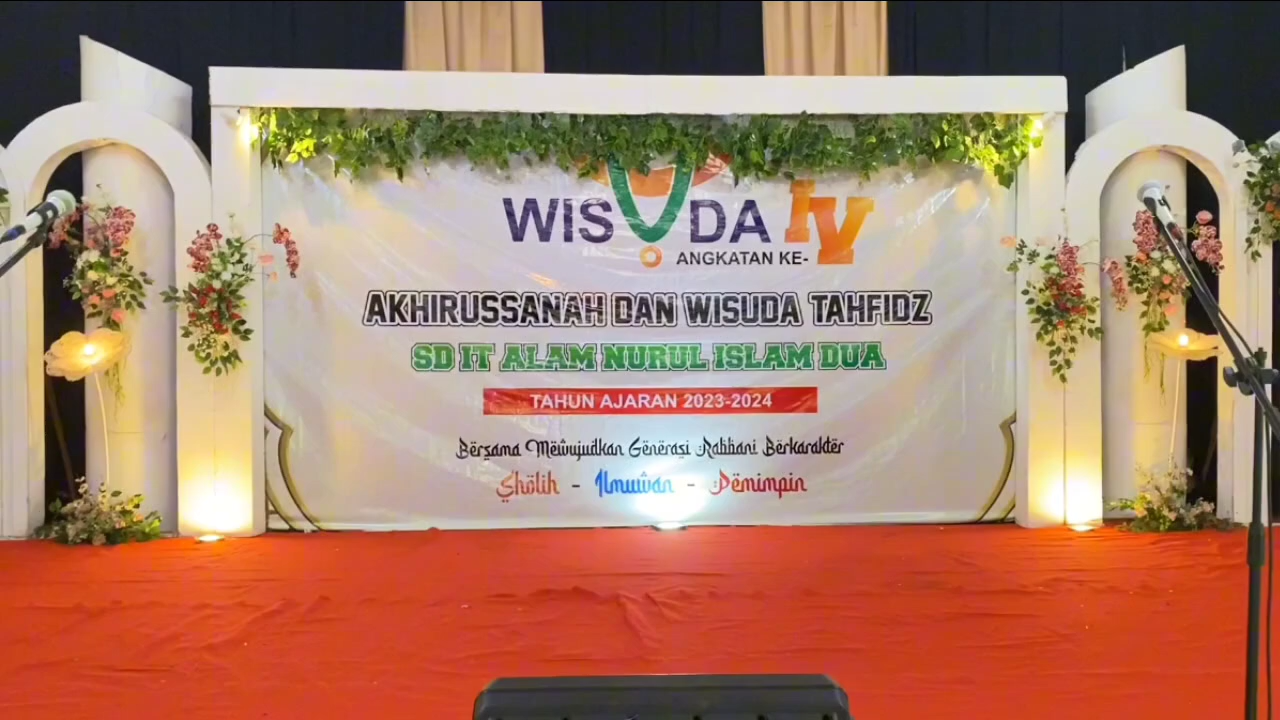 WISUDA IV
ANGKATAN KE-
AKHIRUSSANAH DAN WISUDA TAHFIDZ
SD IT ALAM NURUL ISLAM DUA
TAHUN AJARAN 2023-2024
Bersama Mewujudkan Generasi Rabbani Berkarakter
Sholih - Ilmuwan - Pemimpin